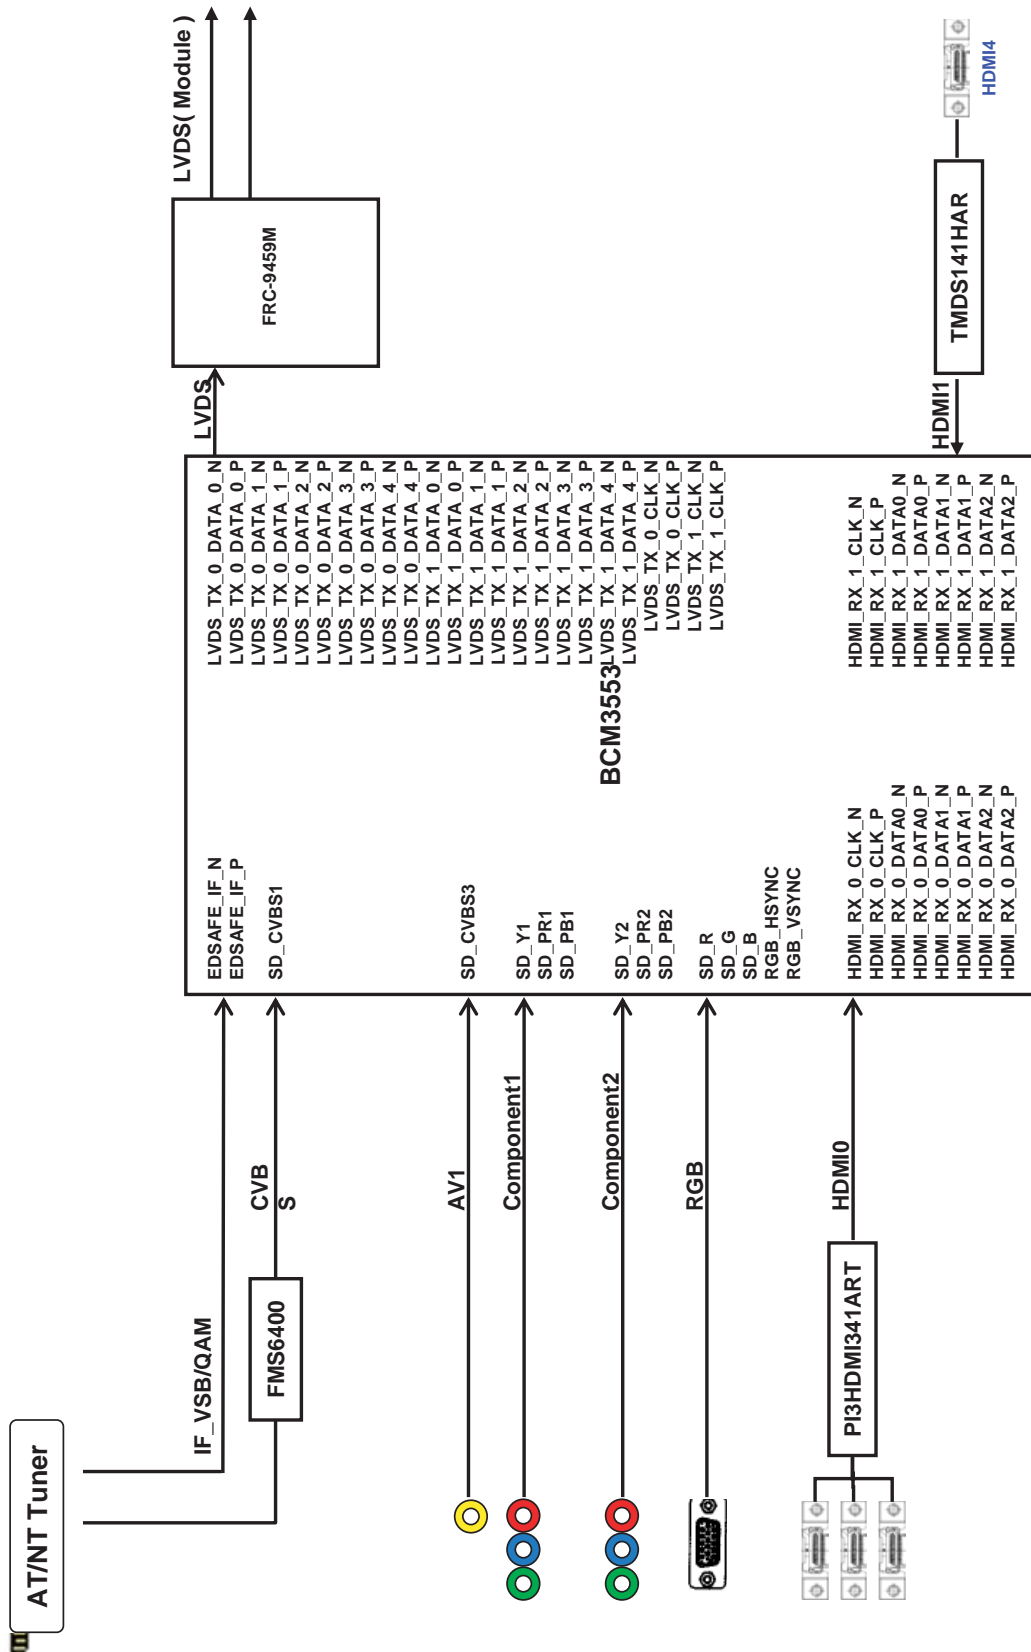 AT/NT Tuner
IF_VSB/QAM
FMS6400
CVB
S
AV1
Component1
Component2
RGB
HDMI0
PI3HDMI341ART
EDSAFE_IF_N
EDSAFE_IF_P
SD_CVBS1
SD_CVBS3
SD_Y1
SD_PR1
SD_PB1
SD_Y2
SD_PR2
SD_PB2
SD_R
SD_G
SD_B
RGB_HSYNC
RGB_VSYNC
HDMI_RX_0_CLK_N
HDMI_RX_0_CLK_P
HDMI_RX_0_DATA0_N
HDMI_RX_0_DATA0_P
HDMI_RX_0_DATA1_N
HDMI_RX_0_DATA1_P
HDMI_RX_0_DATA2_N
HDMI_RX_0_DATA2_P
BCM3553
LVDS_TX_0_DATA_0_N
LVDS_TX_0_DATA_0_P
LVDS_TX_0_DATA_1_N
LVDS_TX_0_DATA_1_P
LVDS_TX_0_DATA_2_N
LVDS_TX_0_DATA_2_P
LVDS_TX_0_DATA_3_N
LVDS_TX_0_DATA_3_P
LVDS_TX_0_DATA_4_N
LVDS_TX_0_DATA_4_P
LVDS_TX_1_DATA_0_N
LVDS_TX_1_DATA_0_P
LVDS_TX_1_DATA_1_N
LVDS_TX_1_DATA_1_P
LVDS_TX_1_DATA_2_N
LVDS_TX_1_DATA_2_P
LVDS_TX_1_DATA_3_N
LVDS_TX_1_DATA_3_P
LVDS_TX_1_DATA_4_N
LVDS_TX_1_DATA_4_P
LVDS_TX_0_CLK_N
LVDS_TX_0_CLK_P
LVDS_TX_1_CLK_N
LVDS_TX_1_CLK_P
HDMI_RX_1_CLK_N
HDMI_RX_1_CLK_P
HDMI_RX_1_DATA0_N
HDMI_RX_1_DATA0_P
HDMI_RX_1_DATA1_N
HDMI_RX_1_DATA1_P
HDMI_RX_1_DATA2_N
HDMI_RX_1_DATA2_P
LVDS
FRC-9459M
LVDS( Module )
HDMI1
TMDS141HAR
HDMI4